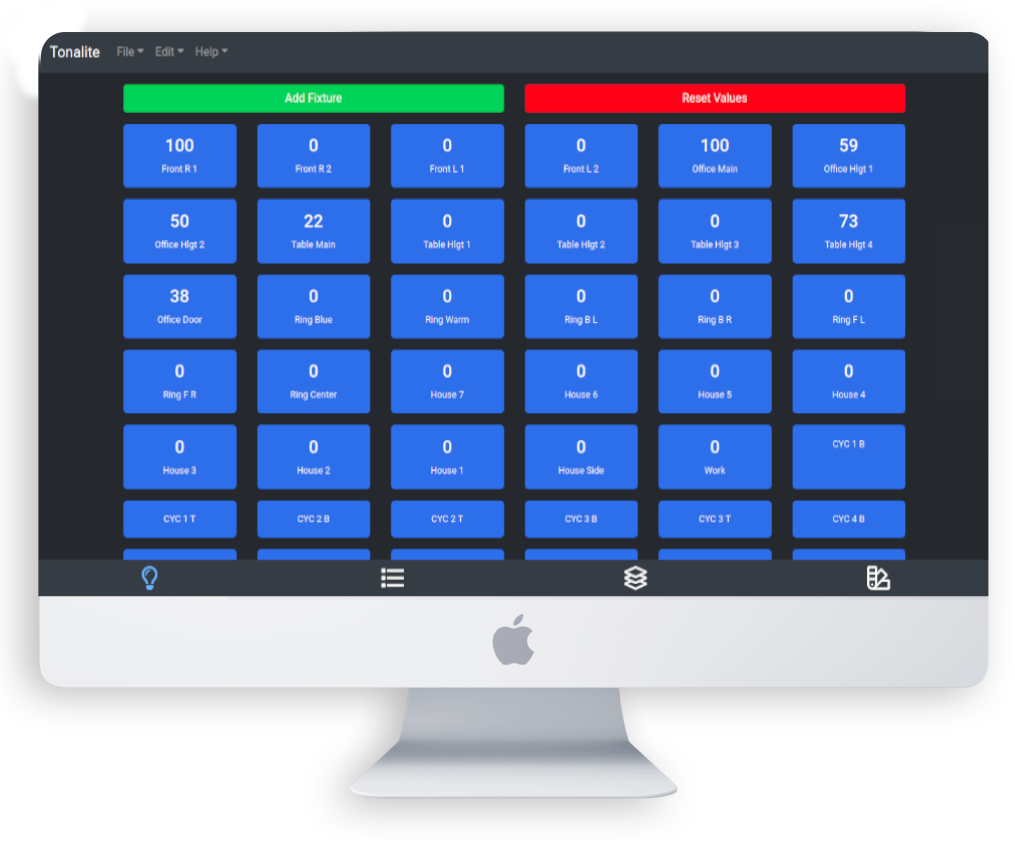 Tonalite File Edit Help
Add Fixture Reset Values
100 0 0 0 100 59
Front R 1 Front R 2 Front L 1 Front L 2 Office Main Office Hlgt 1
50 22 0 0 0 73
Office Hlgt 2 Table Main Table Hlgt 1 Table Hlgt 2 Table Hlgt 3 Table Hlgt 4
38 0 0 0 0 0
Office Door Ring Blue Ring Warm Ring B L Ring B R Ring F L
0 0 0 0 0 0
Ring F R Ring Center House 7 House 6 House 5 House 4
0 0 0 0 0 CYC 1 B
House 3 House 2 House 1 House Side Work
CYC 1 T CYC 2 B CYC 2 T CYC 3 B CYC 3 T CYC 4 B